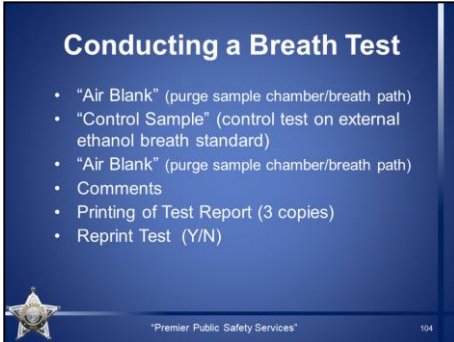 Conducting a Breath Test
• “Air Blank” (purge sample chamber/breath path)
• “Control Sample” (control test on external
ethanol breath standard)
• “Air Blank” (purge sample chamber/breath path)
• Comments
• Printing of Test Report (3 copies)
• Reprint Test (Y/N)
“Premier Public Safety Services”
104